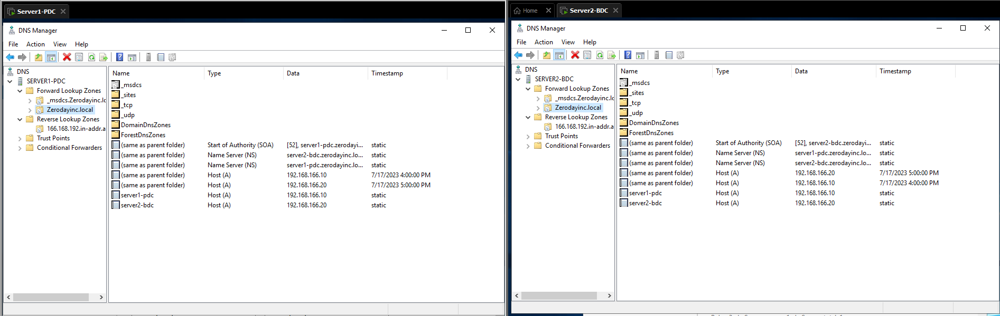 Server1-PDC
DNS Manager
File Action View Help
DNS
SERVER1-PDC
Forward Lookup Zones
_msdcs.Zerodayinc.lc
Zerodayinc.local
Reverse Lookup Zones
166.168.192.in-addr.a
Trust Points
Conditional Forwarders
Name Type Data Timestamp
_msdcs
_sites
_tcp
_udp
DomainDnsZones
ForestDnsZones
(same as parent folder) Start of Authority (SOA) [52], server1-pdc.zerodayi... static
(same as parent folder) Name Server (NS) server2-bdc.zerodayinc.lo... static
(same as parent folder) Name Server (NS) server1-pdc.zerodayinc.lo... static
(same as parent folder) Host (A) 192.168.166.10 7/17/2023 4:00:00 PM
(same as parent folder) Host (A) 192.168.166.20 7/17/2023 5:00:00 PM
server1-pdc Host (A) 192.168.166.10 static
server2-bdc Host (A) 192.168.166.20 static
Home Server2-BDC
DNS Manager
File Action View Help
DNS
SERVER2-BDC
Forward Lookup Zones
_msdcs.Zerodayinc.lc
Zerodayinc.local
Reverse Lookup Zones
166.168.192.in-addr.a
Trust Points
Conditional Forwarders
Name Type Data Timestamp
_msdcs
_sites
_tcp
_udp
DomainDnsZones
ForestDnsZones
(same as parent folder) Start of Authority (SOA) [52], server2-bdc.zerodayi... static
(same as parent folder) Name Server (NS) server1-pdc.zerodayinc.lo... static
(same as parent folder) Name Server (NS) server2-bdc.zerodayinc.lo... static
(same as parent folder) Host (A) 192.168.166.20 7/17/2023 5:00:00 PM
(same as parent folder) Host (A) 192.168.166.10 7/17/2023 4:00:00 PM
server1-pdc Host (A) 192.168.166.10 static
server2-bdc Host (A) 192.168.166.20 static